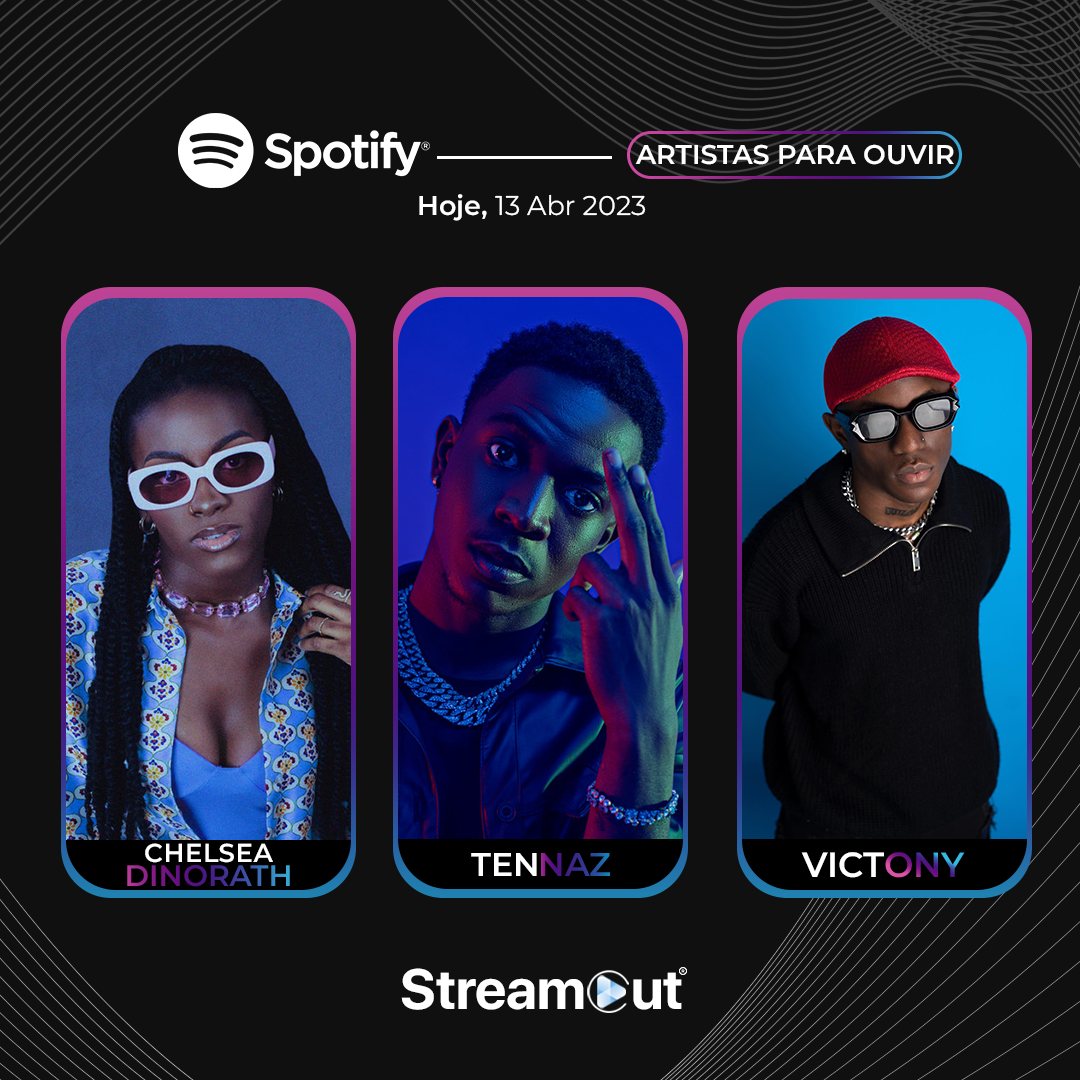 Spotify®
ARTISTAS PARA OUVIR
Hoje, 13 Abr 2023
CHELSEA
DINORATH
TENNAZ
VICTONY
StreamOut®